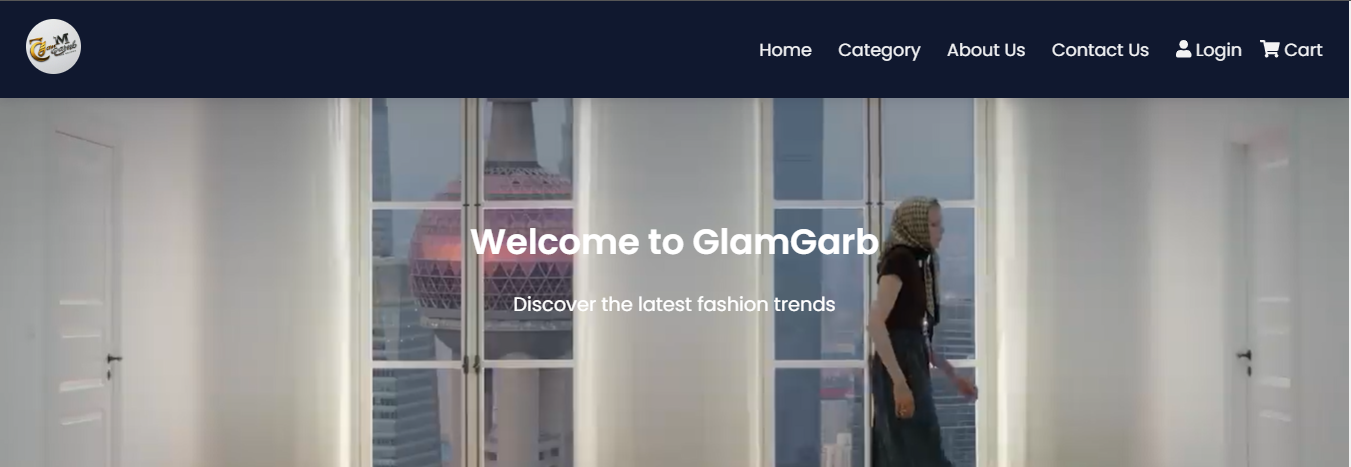 Home Category About Us Contact Us Login Cart
Welcome to GlamGarb
Discover the latest fashion trends